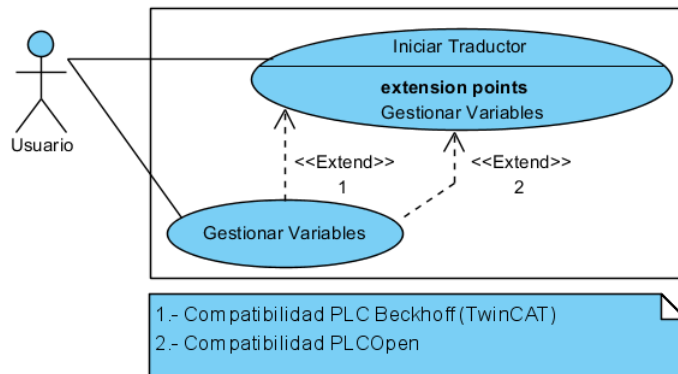 Iniciar Traductor
extension points
Gestionar Variables
Usuario
<<Extend>>
1
<<Extend>>
2
Gestionar Variables
1.- Compatibilidad PLC Beckhoff (TwinCAT)
2.- Compatibilidad PLCOpen